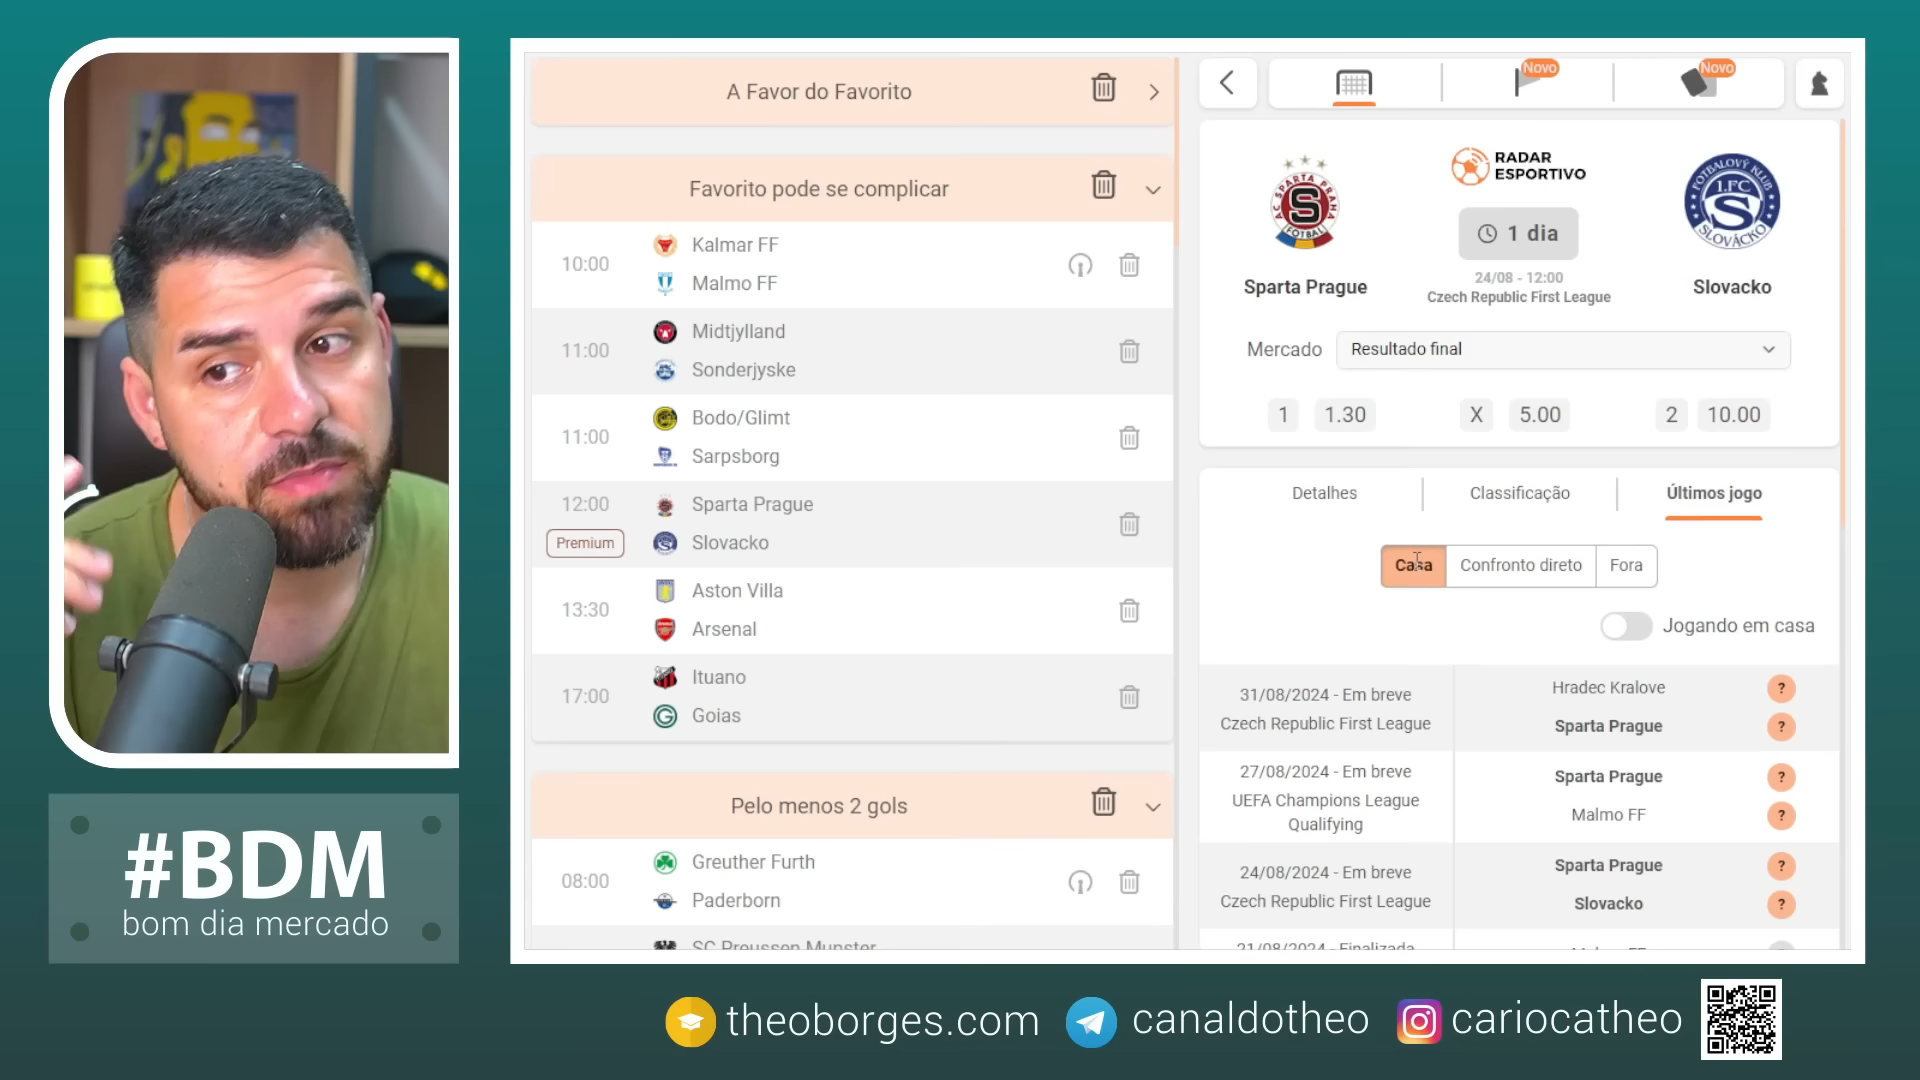 A Favor do Favorito
Favorito pode se complicar
10:00
Kalmar FF
Malmo FF
11:00
Midtjylland
Sonderjyske
11:00
Bodo/Glimt
Sarpsborg
12:00
Premium
Sparta Prague
Slovacko
13:30
Aston Villa
Arsenal
17:00
Ituano
Goias
Pelo menos 2 gols
08:00
Greuther Furth
Paderborn
SC Preussen Munster
Novo
Novo
RADAR
ESPORTIVO
1 dia
24/08 - 12:00
Czech Republic First League
Sparta Prague
Slovacko
Mercado
Resultado final
1 1.30 X 5.00 2 10.00
Detalhes
Classificação
Últimos jogo
Casa
Confronto direto
Fora
Jogando em casa
31/08/2024 - Em breve
Czech Republic First League
Hradec Kralove ?
Sparta Prague ?
27/08/2024 - Em breve
UEFA Champions League
Qualifying
Sparta Prague ?
Malmo FF ?
24/08/2024 - Em breve
Czech Republic First League
Sparta Prague ?
Slovacko ?
21/08/2024 - Finalizada
#BDM
bom dia mercado
theoborges.com
canaldotheo
cariocatheo